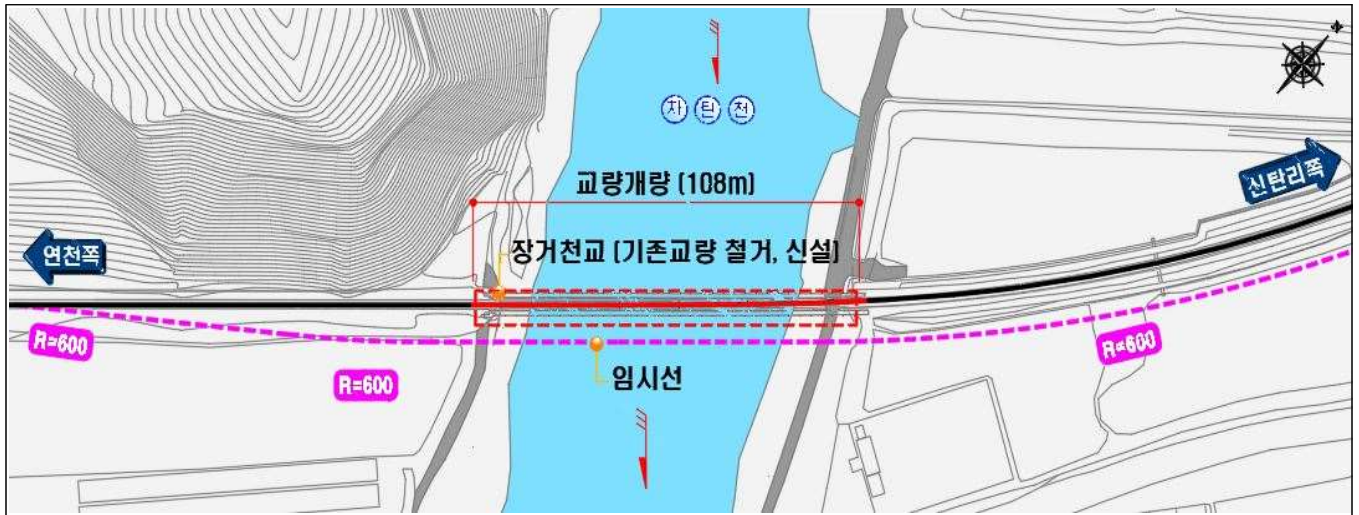 차탄천
교량개량 (108m)
신탄리쪽
연천쪽
장거천교 (기존교량 철거, 신설)
R=600
R=600
R=600
임시선